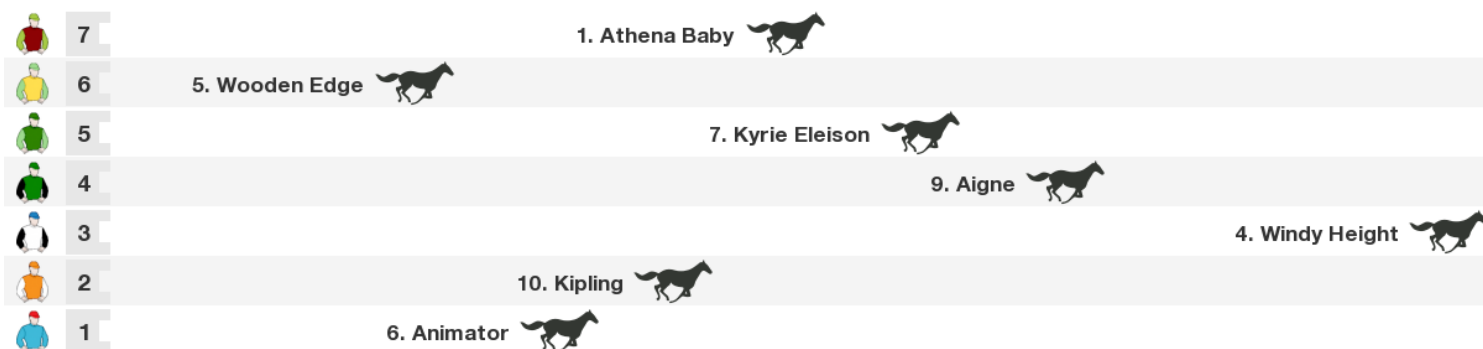 7 1. Athena Baby
6 5. Wooden Edge
5 7. Kyrie Eleison
4 9. Aigne
3 4. Windy Height
2 10. Kipling
1 6. Animator